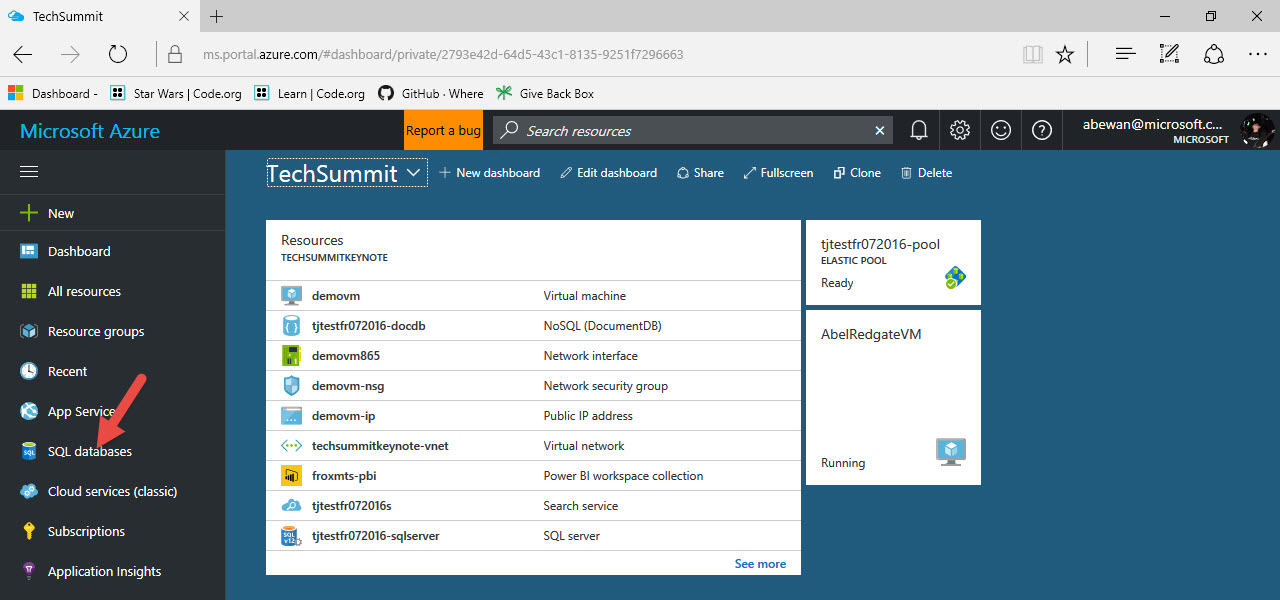 TechSummit
ms.portal.azure.com/#dashboard/private/2793e42d-64d5-43c1-8135-9251f7296663
Dashboard - Star Wars | Code.org Learn | Code.org GitHub · Where Give Back Box
Microsoft Azure Report a bug Search resources abewan@microsoft.c...
MICROSOFT
TechSummit New dashboard Edit dashboard Share Fullscreen Clone Delete
New
Dashboard
All resources
Resource groups
Recent
App Service
SQL databases
Cloud services (classic)
Subscriptions
Application Insights
Resources
TECHSUMMITKEYNOTE
demovm Virtual machine
tjtestfr072016-docdb NoSQL (DocumentDB)
demovm865 Network interface
demovm-nsg Network security group
demovm-ip Public IP address
techsummitkeynote-vnet Virtual network
froxmts-pbi Power BI workspace collection
tjtestfr072016s Search service
tjtestfr072016-sqlserver SQL server
See more
tjtestfr072016-pool
ELASTIC POOL
Ready
AbelRedgateVM
Running